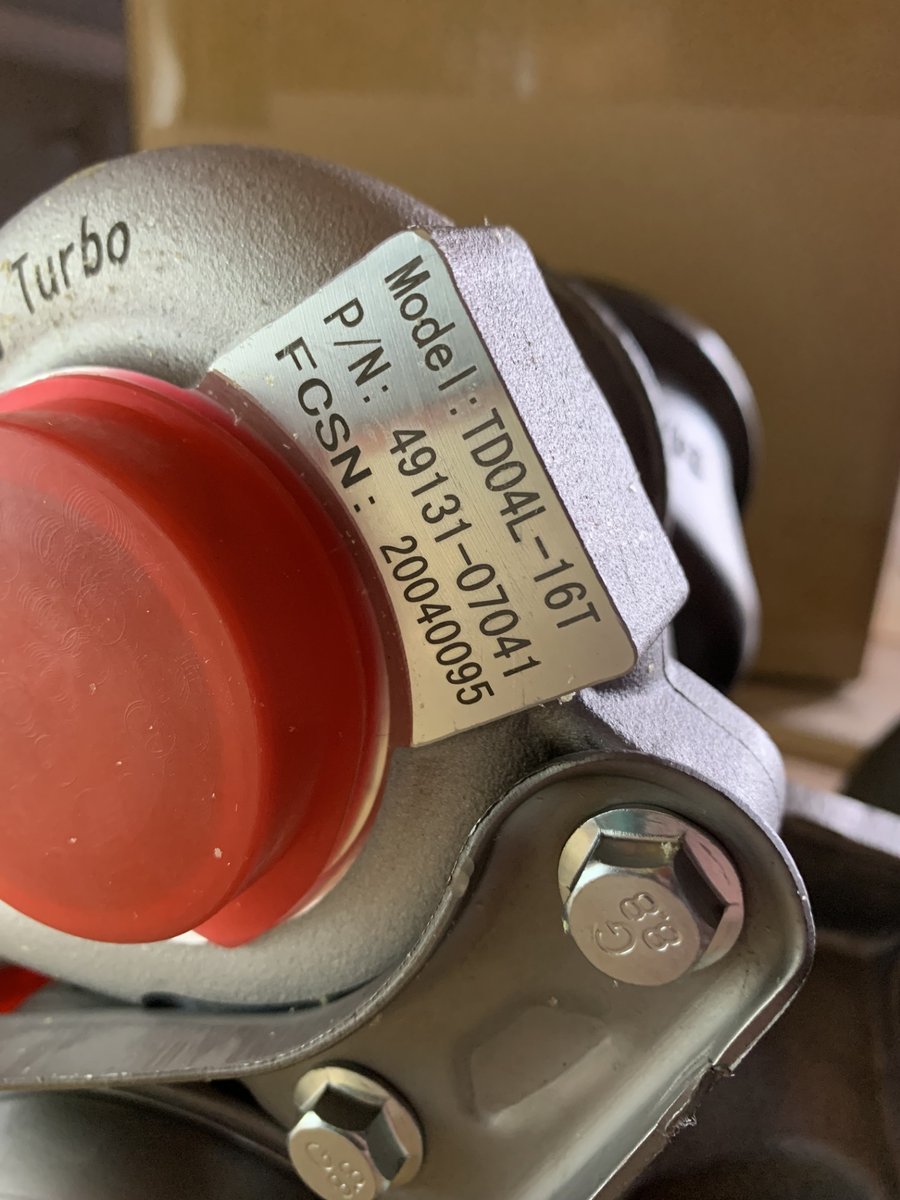 Turbo
Model: TD04L-16T
P/N: 49131-07041
FCSN: 20040095
8.8
G